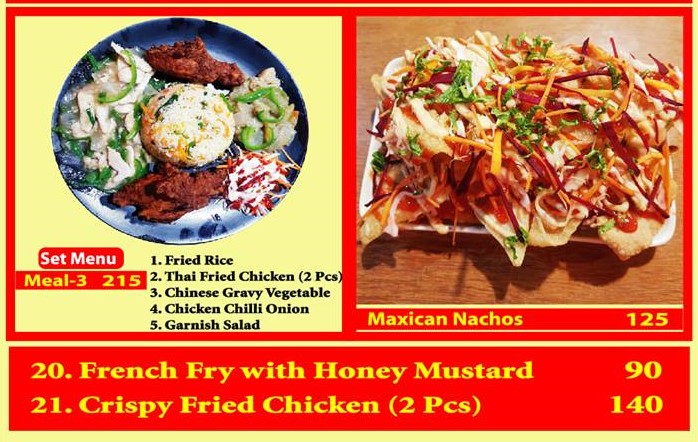 Set Menu
Meal-3 215
1. Fried Rice
2. Thai Fried Chicken (2 Pcs)
3. Chinese Gravy Vegetable
4. Chicken Chilli Onion
5. Garnish Salad
Maxican Nachos 125
20. French Fry with Honey Mustard 90
21. Crispy Fried Chicken (2 Pcs) 140